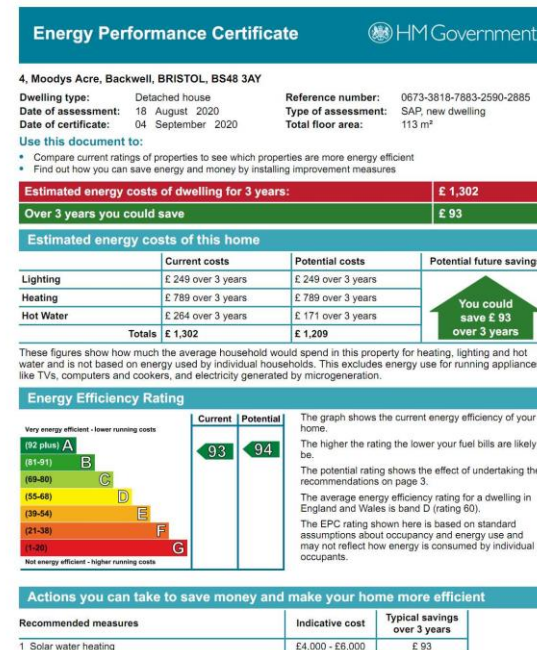 Energy Performance Certificate
HM Government
4, Moodys Acre, Backwell, BRISTOL, BS48 3AY
Dwelling type: Detached house
Date of assessment: 18 August 2020
Date of certificate: 04 September 2020
Reference number: 0673-3818-7883-2590-2885
Type of assessment: SAP, new dwelling
Total floor area: 113 m²
Use this document to:
• Compare current ratings of properties to see which properties are more energy efficient
• Find out how you can save energy and money by installing improvement measures
Estimated energy costs of dwelling for 3 years: £ 1,302
Over 3 years you could save £ 93
Estimated energy costs of this home
Current costs Potential costs Potential future saving
Lighting £ 249 over 3 years £ 249 over 3 years
Heating £ 789 over 3 years £ 789 over 3 years
Hot Water £ 264 over 3 years £ 171 over 3 years
Totals £ 1,302 £ 1,209
You could
save £ 93
over 3 years
These figures show how much the average household would spend in this property for heating, lighting and hot
water and is not based on energy used by individual households. This excludes energy use for running appliance
like TVs, computers and cookers, and electricity generated by microgeneration.
Energy Efficiency Rating
Current Potential
Very energy efficient - lower running costs
(92 plus) A
(81-91) B
(69-80) C
(55-68) D
(39-54) E
(21-38) F
(1-20) G
Not energy efficient - higher running costs
93 94
The graph shows the current energy efficiency of your
home.
The higher the rating the lower your fuel bills are likely
be.
The potential rating shows the effect of undertaking the
recommendations on page 3.
The average energy efficiency rating for a dwelling in
England and Wales is band D (rating 60).
The EPC rating shown here is based on standard
assumptions about occupancy and energy use and
may not reflect how energy is consumed by individual
occupants.
Actions you can take to save money and make your home more efficient
Recommended measures Indicative cost Typical savings
over 3 years
1 Solar water heating £4,000 - £6,000 £ 93